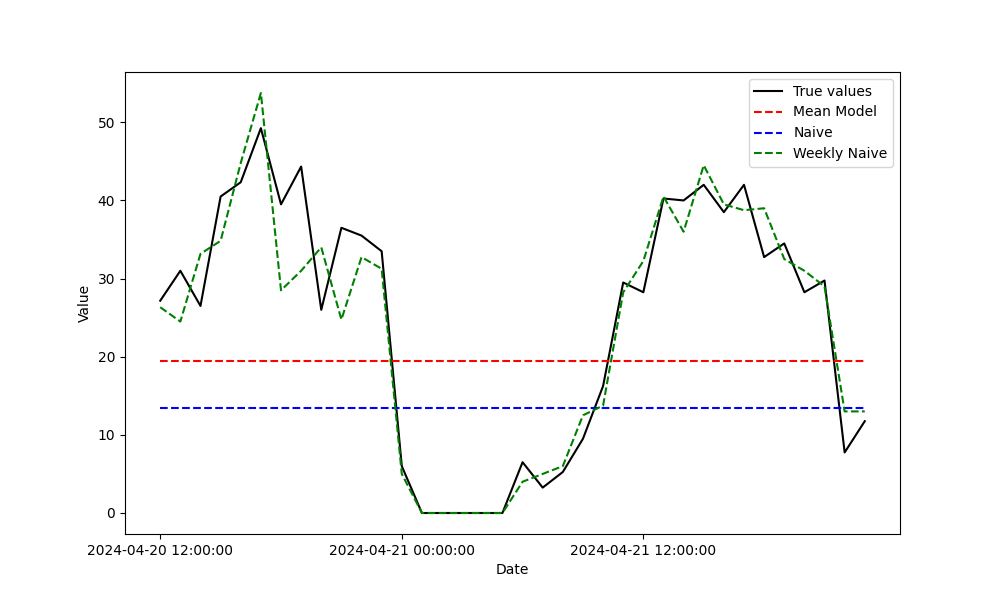 True values
Mean Model
Naive
Weekly Naive
Value
50
40
30
20
10
0
2024-04-20 12:00:00
2024-04-21 00:00:00
2024-04-21 12:00:00
Date